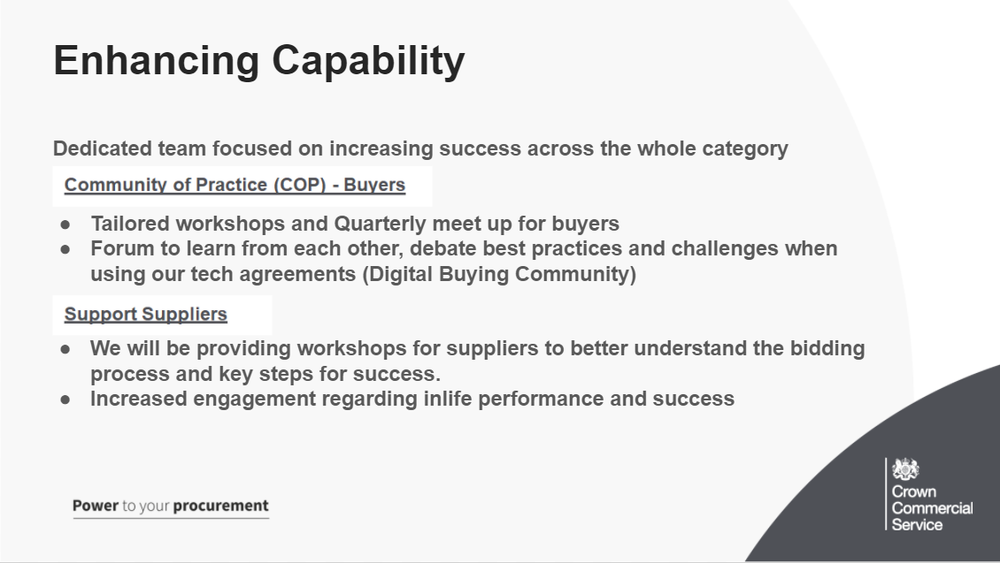 Enhancing Capability
Dedicated team focused on increasing success across the whole category
Community of Practice (COP) - Buyers
● Tailored workshops and Quarterly meet up for buyers
● Forum to learn from each other, debate best practices and challenges when
using our tech agreements (Digital Buying Community)
Support Suppliers
● We will be providing workshops for suppliers to better understand the bidding
process and key steps for success.
● Increased engagement regarding inlife performance and success
Power to your procurement
Crown
Commercial
Service